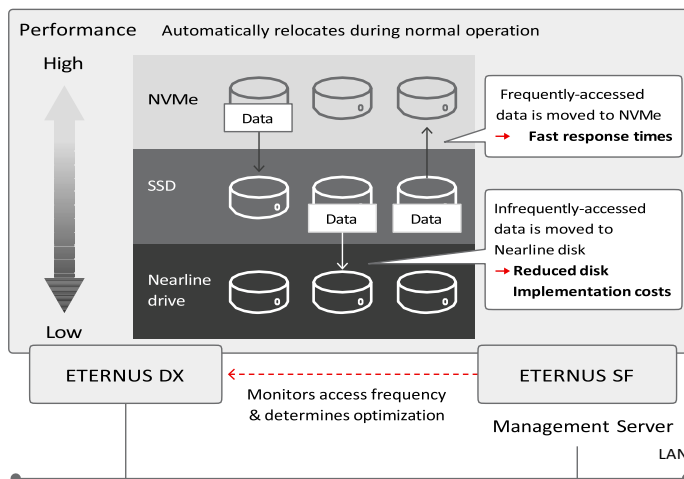 Performance
Automatically relocates during normal operation
High
NVMe
Data
Frequently-accessed
data is moved to NVMe
→ Fast response times
SSD
Data
Data
Infrequently-accessed
data is moved to
Nearline disk
→ Reduced disk
Implementation costs
Nearline
drive
Low
ETERNUS DX
ETERNUS SF
Monitors access frequency
& determines optimization
Management Server
LAN